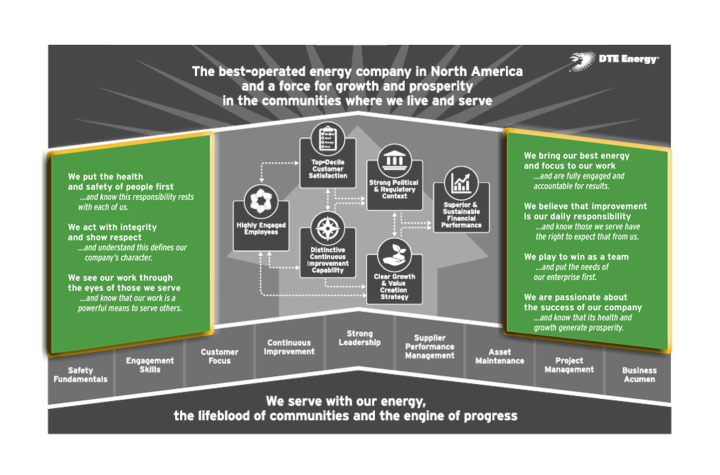 DTE Energy
The best-operated energy company in North America
and a force for growth and prosperity
in the communities where we live and serve
We put the health
and safety of people first
...and know this responsibility rests
with each of us.
We act with integrity
and show respect
...and understand this defines our
company's character.
We see our work through
the eyes of those we serve
...and know that our work is a
powerful means to serve others.
Top-Decile
Customer
Satisfaction
Strong Political
& Regulatory
Context
Superior &
Sustainable
Financial
Performance
Highly Engaged
Employees
Distinctive
Continuous
Improvement
Capability
Clear Growth
& Value
Creation
Strategy
We bring our best energy
and focus to our work
...and are fully engaged and
accountable for results.
We believe that improvement
is our daily responsibility
...and know those we serve have
the right to expect that from us.
We play to win as a team
...and put the needs of
our enterprise first.
We are passionate about
the success of our company
...and know that its health and
growth generate prosperity.
Safety
Fundamentals
Engagement
Skills
Customer
Focus
Continuous
Improvement
Strong
Leadership
Supplier
Performance
Management
Asset
Maintenance
Project
Management
Business
Acumen
We serve with our energy,
the lifeblood of communities and the engine of progress